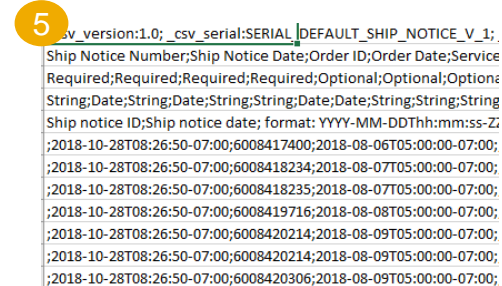 5
sv_version:1.0; _csv_serial:SERIAL_DEFAULT_SHIP_NOTICE_V_1;
Ship Notice Number;Ship Notice Date;Order ID;Order Date;Service
Required;Required;Required;Required;Optional;Optional;Optiona
String;Date;String;Date;String;String;Date;Date;String;String;String
Ship notice ID;Ship notice date; format: YYYY-MM-DDThh:mm:ss-ZZ
;2018-10-28T08:26:50-07:00;6008417400;2018-08-06T05:00:00-07:00;
;2018-10-28T08:26:50-07:00;6008418234;2018-08-07T05:00:00-07:00;
;2018-10-28T08:26:50-07:00;6008418235;2018-08-07T05:00:00-07:00;
;2018-10-28T08:26:50-07:00;6008419716;2018-08-08T05:00:00-07:00;
;2018-10-28T08:26:50-07:00;6008420214;2018-08-09T05:00:00-07:00;
;2018-10-28T08:26:50-07:00;6008420214;2018-08-09T05:00:00-07:00;
;2018-10-28T08:26:50-07:00;6008420306;2018-08-09T05:00:00-07:00;